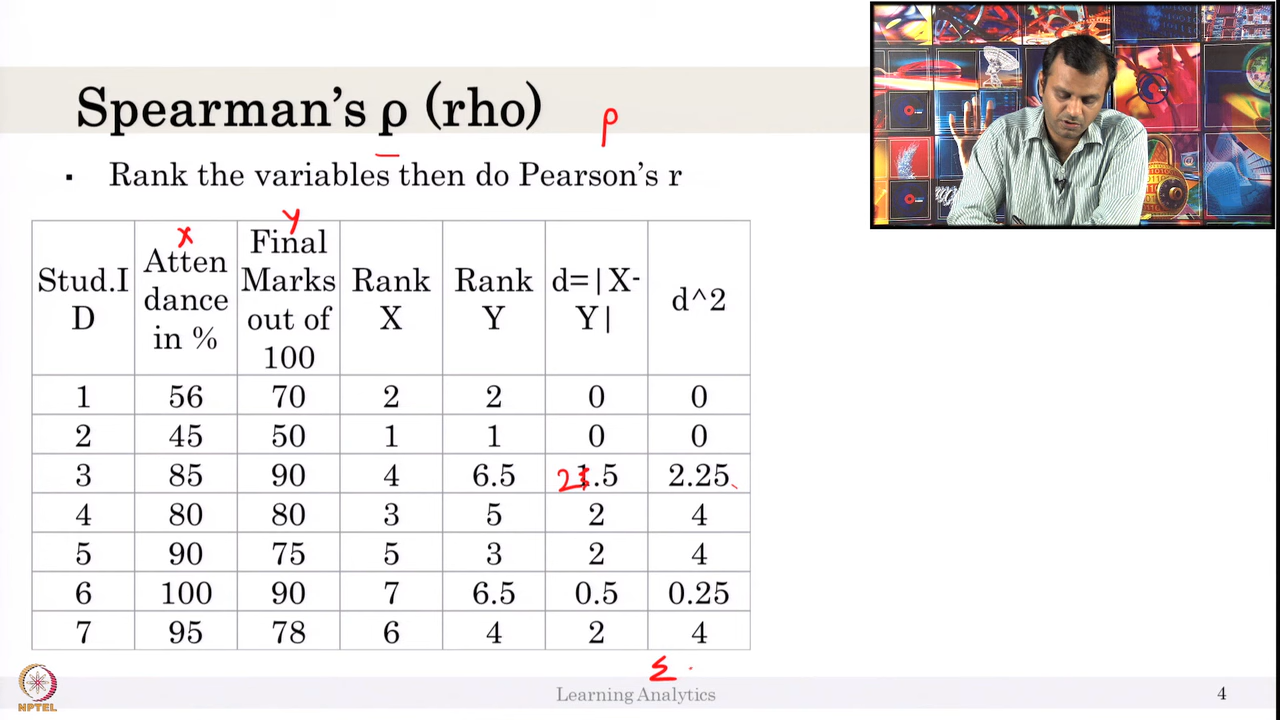 Spearman's ρ (rho)
ρ
▪ Rank the variables then do Pearson's r
X
Y
Stud.I
D
Atten
dance
in %
Final
Marks
out of
100
Rank
X
Rank
Y
d=|X-
Y|
d^2
1 56 70 2 2 0 0
2 45 50 1 1 0 0
3 85 90 4 6.5 2 1.5 2.25
4 80 80 3 5 2 4
5 90 75 5 3 2 4
6 100 90 7 6.5 0.5 0.25
7 95 78 6 4 2 4
Σ
NPTEL
Learning Analytics
4